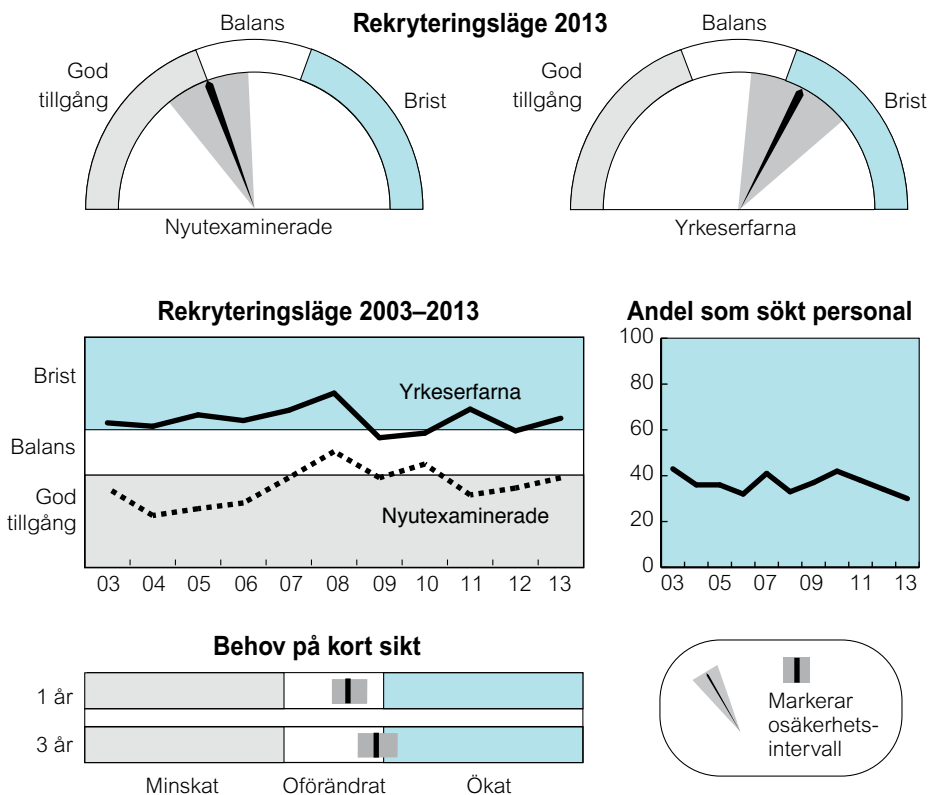 Rekryteringsläge 2013
Balans
God
tillgång
Brist
Nyutexaminerade
Balans
God
tillgång
Brist
Yrkeserfarna
Rekryteringsläge 2003–2013
Brist
Balans
God
tillgång
Yrkeserfarna
Nyutexaminerade
03 04 05 06 07 08 09 10 11 12 13
Andel som sökt personal
100
80
60
40
20
0
03 05 07 09 11 13
Behov på kort sikt
1 år
3 år
Minskat Oförändrat Ökat
Markerar
osäkerhets-
intervall